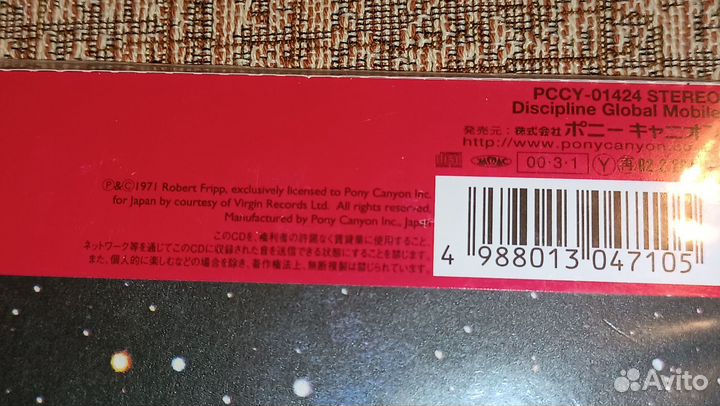 PCCY-01424 STEREO
Discipline Global Mobile
発売元：株式会社ポニーキャニオ
http://www.ponycanyon.co
00·3·1 Y
℗&©1971 Robert Fripp, exclusively licensed to Pony Canyon Inc.
for Japan by courtesy of Virgin Records Ltd. All rights reserved.
Manufactured by Pony Canyon Inc., Japan
このCDを、権利者の許諾なく賃貸業に使用すること、
ネットワーク等を通じてこのCDに収録された音を送信できる状態にすることを禁じます。
また、個人的に楽しむなどの場合を除き、著作権法上、無断複製は禁じられています。
4 988013 047105
Avito